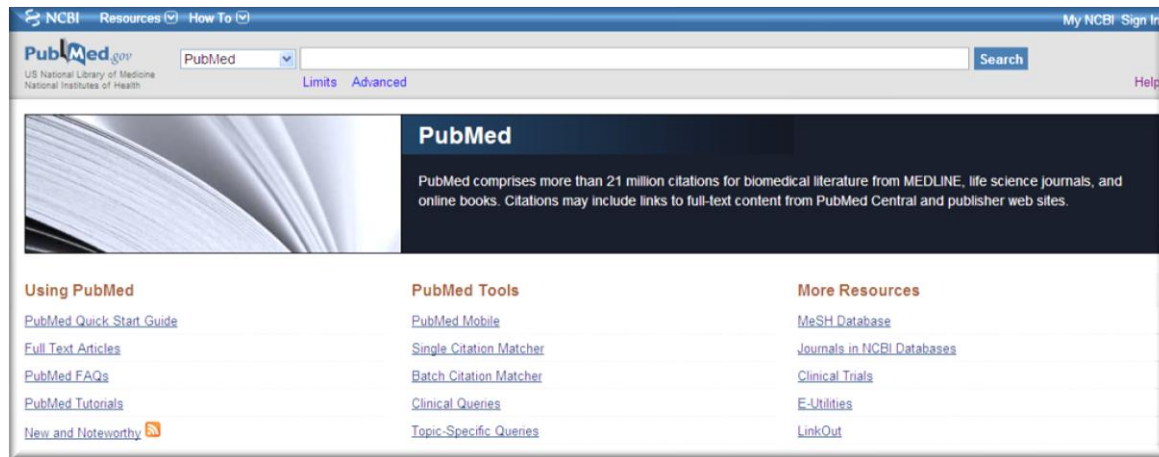 NCBI Resources How To My NCBI Sign In
PubMed.gov
US National Library of Medicine
National Institutes of Health
PubMed
Search
Limits Advanced
Help
PubMed
PubMed comprises more than 21 million citations for biomedical literature from MEDLINE, life science journals, and
online books. Citations may include links to full-text content from PubMed Central and publisher web sites.
Using PubMed
PubMed Quick Start Guide
Full Text Articles
PubMed FAQs
PubMed Tutorials
New and Noteworthy
PubMed Tools
PubMed Mobile
Single Citation Matcher
Batch Citation Matcher
Clinical Queries
Topic-Specific Queries
More Resources
MeSH Database
Journals in NCBI Databases
Clinical Trials
E-Utilities
LinkOut